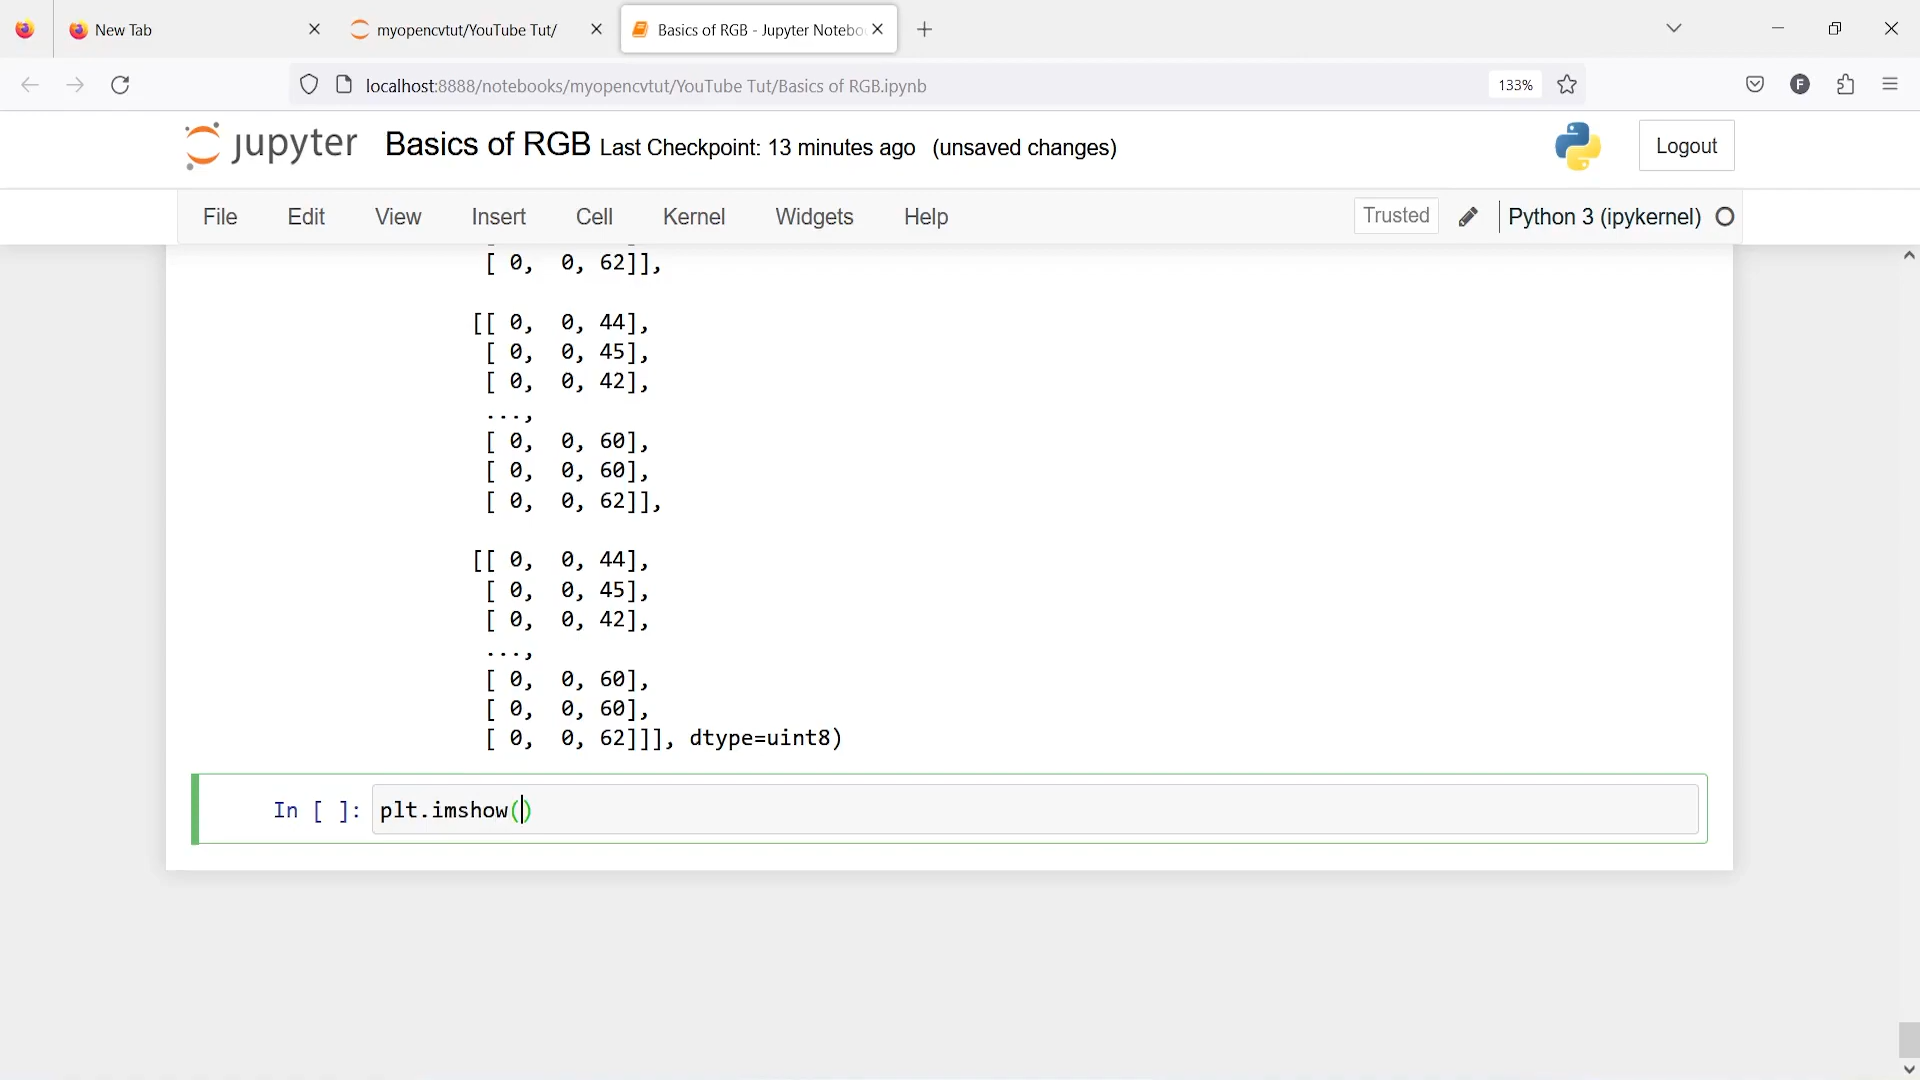 New Tab
myopencvtut/YouTube Tut/
Basics of RGB - Jupyter Notebo
localhost:8888/notebooks/myopencvtut/YouTube Tut/Basics of RGB.ipynb
133%
F
jupyter Basics of RGB Last Checkpoint: 13 minutes ago (unsaved changes)
Logout
File Edit View Insert Cell Kernel Widgets Help
Trusted
Python 3 (ipykernel)
[ 0,  0, 62]],
[[ 0,  0, 44],
[ 0,  0, 45],
[ 0,  0, 42],
...,
[ 0,  0, 60],
[ 0,  0, 60],
[ 0,  0, 62]],
[[ 0,  0, 44],
[ 0,  0, 45],
[ 0,  0, 42],
...,
[ 0,  0, 60],
[ 0,  0, 60],
[ 0,  0, 62]]], dtype=uint8)
In [ ]: plt.imshow()